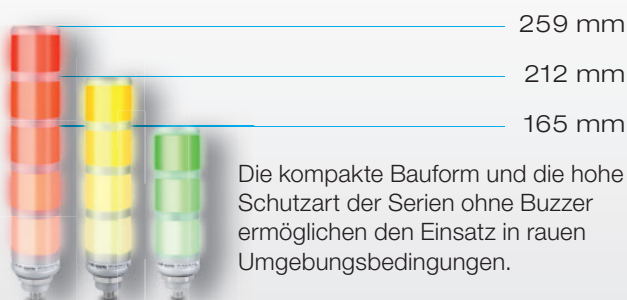 259 mm
212 mm
165 mm
Die kompakte Bauform und die hohe
Schutzart der Serien ohne Buzzer
ermöglichen den Einsatz in rauen
Umgebungsbedingungen.